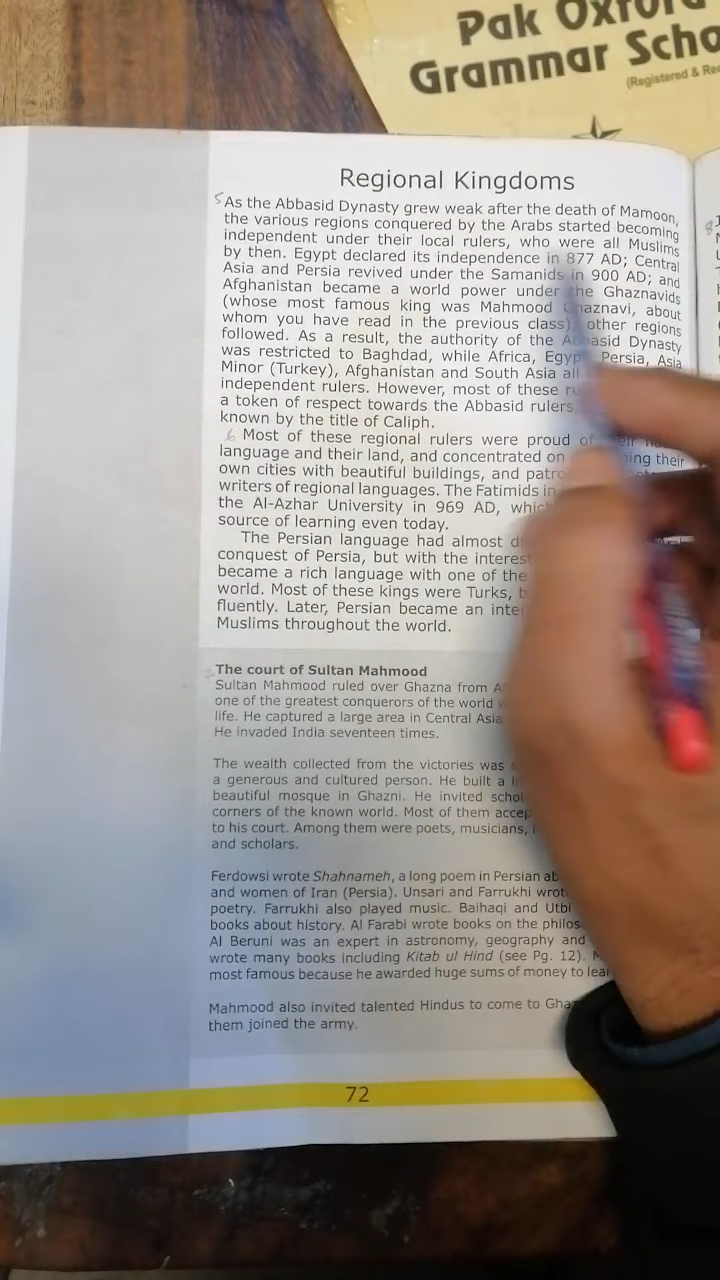 Pak Oxford
Grammar Scho
(Registered & Re
Regional Kingdoms
5 As the Abbasid Dynasty grew weak after the death of Mamoon,
the various regions conquered by the Arabs started becoming
independent under their local rulers, who were all Muslims
by then. Egypt declared its independence in 877 AD; Central
Asia and Persia revived under the Samanids in 900 AD; and
Afghanistan became a world power under the Ghaznavids
(whose most famous king was Mahmood Ghaznavi, about
whom you have read in the previous class); other regions
followed. As a result, the authority of the Abbasid Dynasty
was restricted to Baghdad, while Africa, Egypt, Persia, Asia
Minor (Turkey), Afghanistan and South Asia all
independent rulers. However, most of these
a token of respect towards the Abbasid rulers,
known by the title of Caliph.
6 Most of these regional rulers were proud of their
language and their land, and concentrated on their
own cities with beautiful buildings, and
writers of regional languages. The Fatimids in
the Al-Azhar University in 969 AD,
source of learning even today.
The Persian language had almost
conquest of Persia, but with the interest
became a rich language with one of the
world. Most of these kings were Turks,
fluently. Later, Persian became an
Muslims throughout the world.
The court of Sultan Mahmood
Sultan Mahmood ruled over Ghazna from
one of the greatest conquerors of the world
life. He captured a large area in Central Asia
He invaded India seventeen times.
The wealth collected from the victories was
a generous and cultured person. He built a
beautiful mosque in Ghazni. He invited
corners of the known world. Most of them
to his court. Among them were poets, musicians,
and scholars.
Ferdowsi wrote Shahnameh, a long poem in Persian
and women of Iran (Persia). Unsari and Farrukhi
poetry. Farrukhi also played music. Baihaqi and Utbi
books about history. Al Farabi wrote books on the
Al Beruni was an expert in astronomy, geography and
wrote many books including Kitab ul Hind (see Pg. 12).
most famous because he awarded huge sums of money to
Mahmood also invited talented Hindus to come to
them joined the army.
72